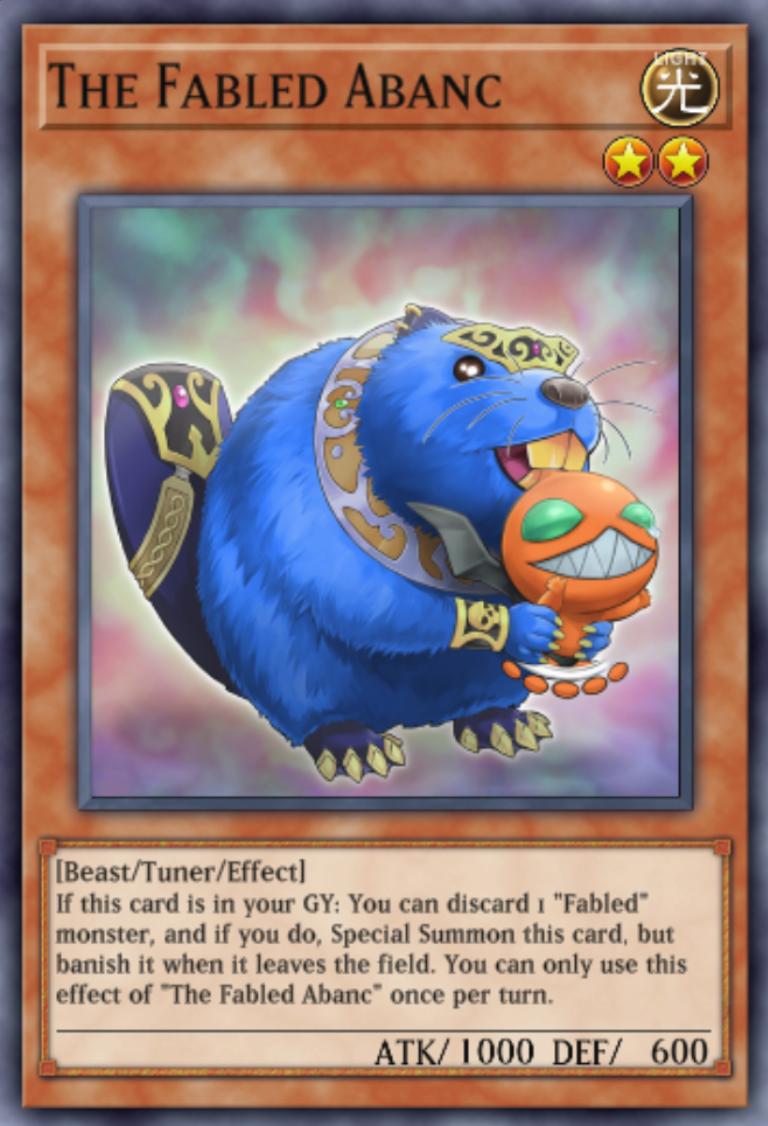 THE FABLED ABANC
LIGHT
光
[Beast/Tuner/Effect]
If this card is in your GY: You can discard 1 "Fabled"
monster, and if you do, Special Summon this card, but
banish it when it leaves the field. You can only use this
effect of "The Fabled Abanc" once per turn.
ATK/ 1000 DEF/ 600